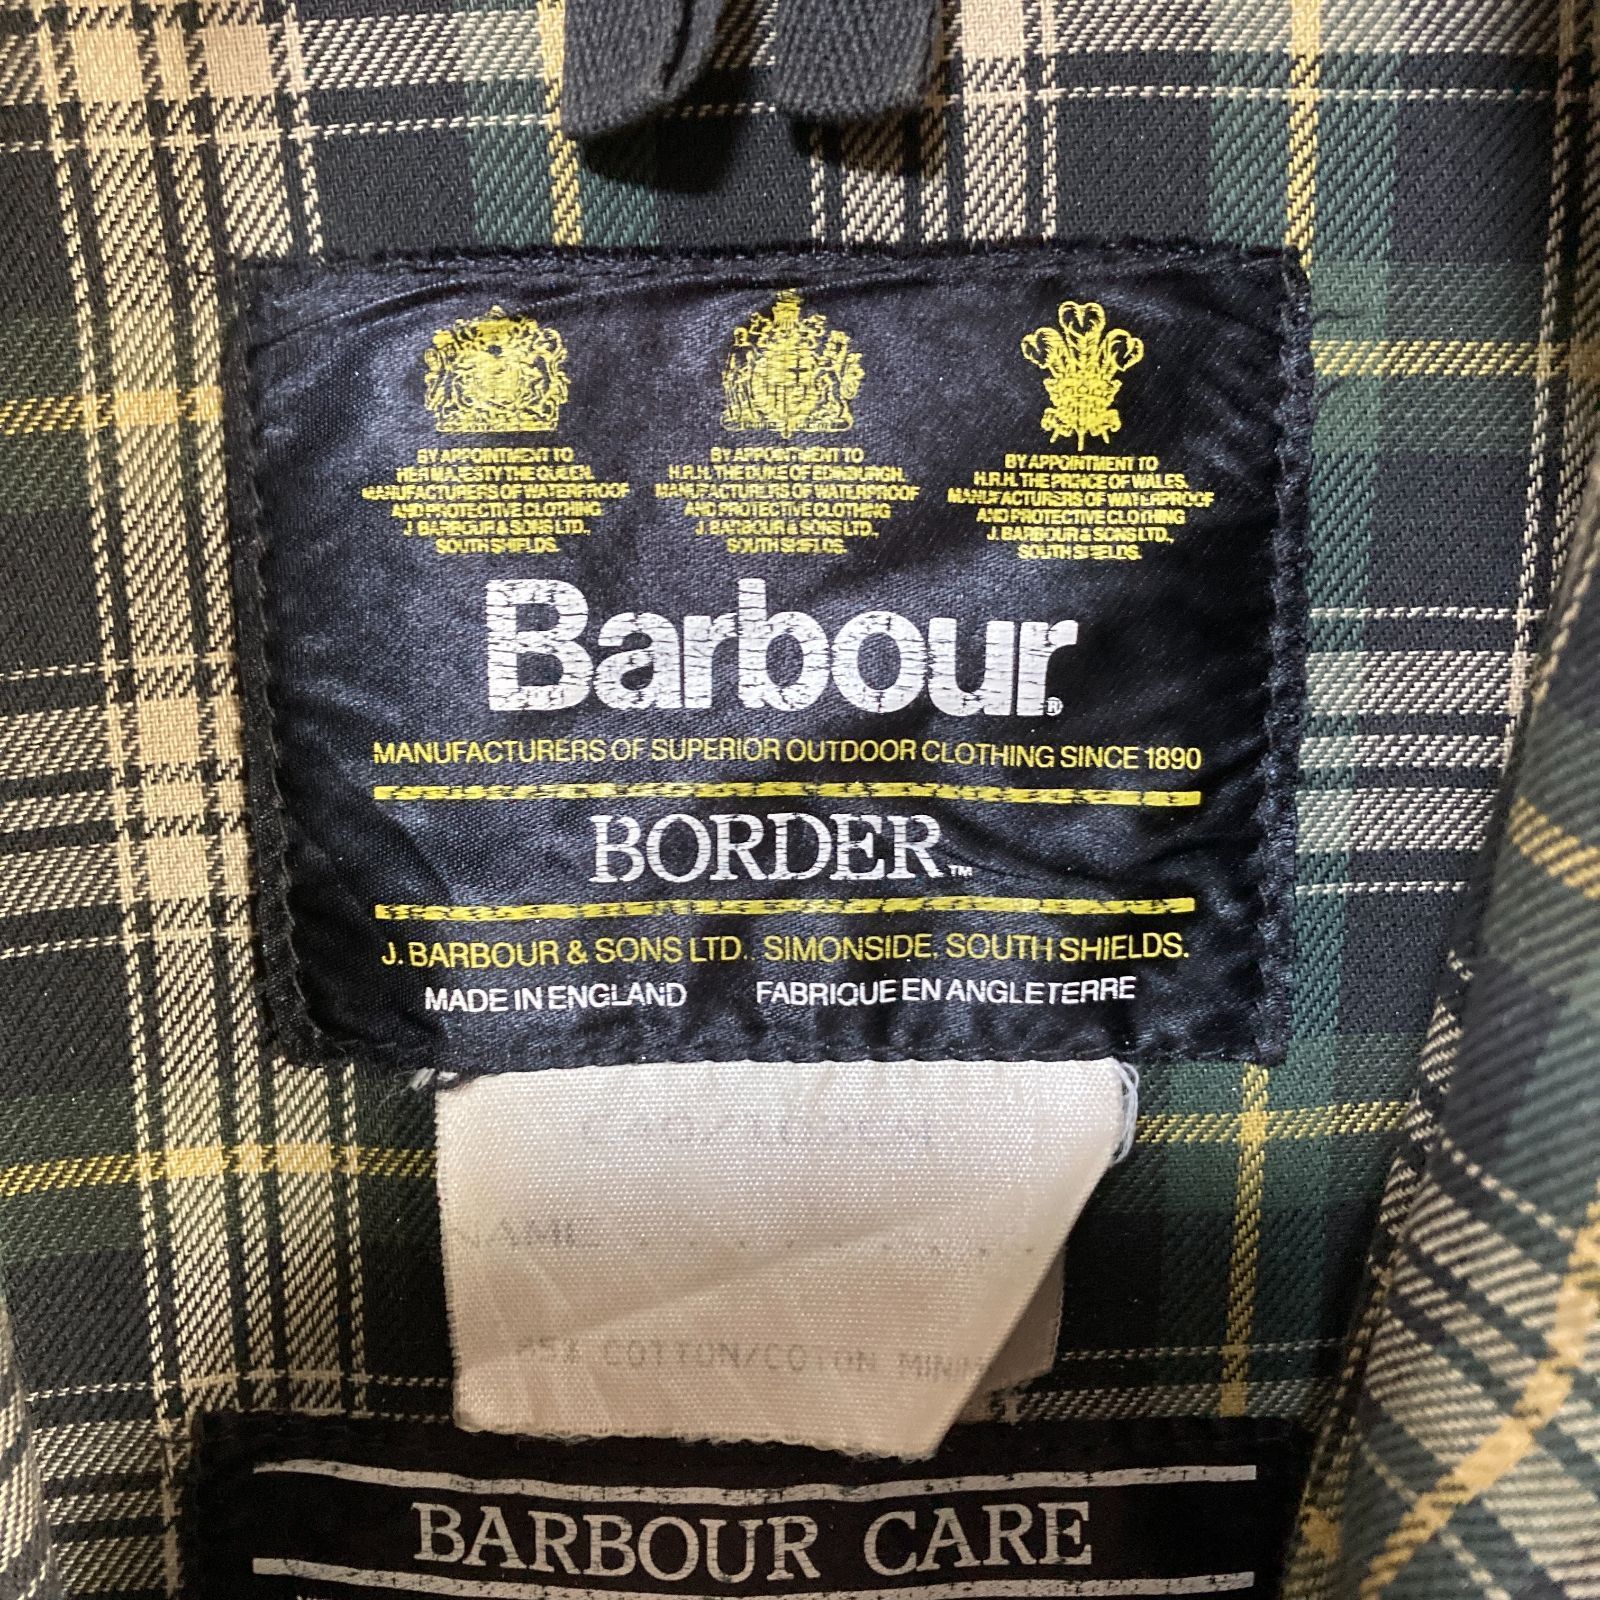 BY APPOINTMENT TO
HER MAJESTY THE QUEEN.
MANUFACTURERS OF WATERPROOF
AND PROTECTIVE CLOTHING
J. BARBOUR & SONS LTD.,
SOUTH SHIELDS.
BY APPOINTMENT TO
H.R.H. THE DUKE OF EDINBURGH.
MANUFACTURERS OF WATERPROOF
AND PROTECTIVE CLOTHING
J. BARBOUR & SONS LTD.,
SOUTH SHIELDS.
BY APPOINTMENT TO
H.R.H. THE PRINCE OF WALES.
MANUFACTURERS OF WATERPROOF
AND PROTECTIVE CLOTHING
J. BARBOUR & SONS LTD.,
SOUTH SHIELDS.
Barbour®
MANUFACTURERS OF SUPERIOR OUTDOOR CLOTHING SINCE 1890
BORDER™
J. BARBOUR & SONS LTD. SIMONSIDE. SOUTH SHIELDS.
MADE IN ENGLAND FABRIQUE EN ANGLETERRE
NAME
COTTON/COTON
BARBOUR CARE